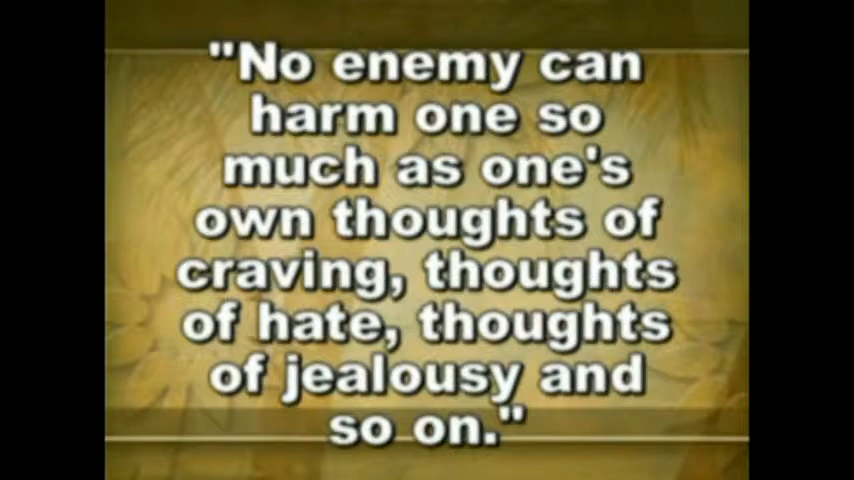 "No enemy can
harm one so
much as one's
own thoughts of
craving, thoughts
of hate, thoughts
of jealousy and
so on."